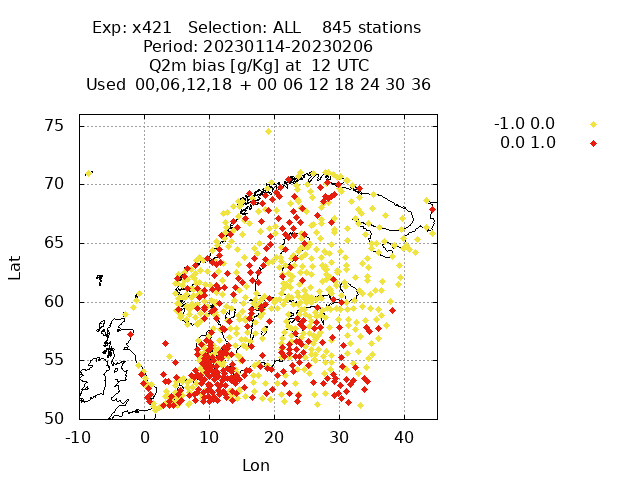 Exp: x421 Selection: ALL 845 stations
Period: 20230114-20230206
Q2m bias [g/Kg] at 12 UTC
Used 00,06,12,18 + 00 06 12 18 24 30 36
-1.0 0.0
0.0 1.0
75
70
65
60
55
50
Lat
-10 0 10 20 30 40
Lon